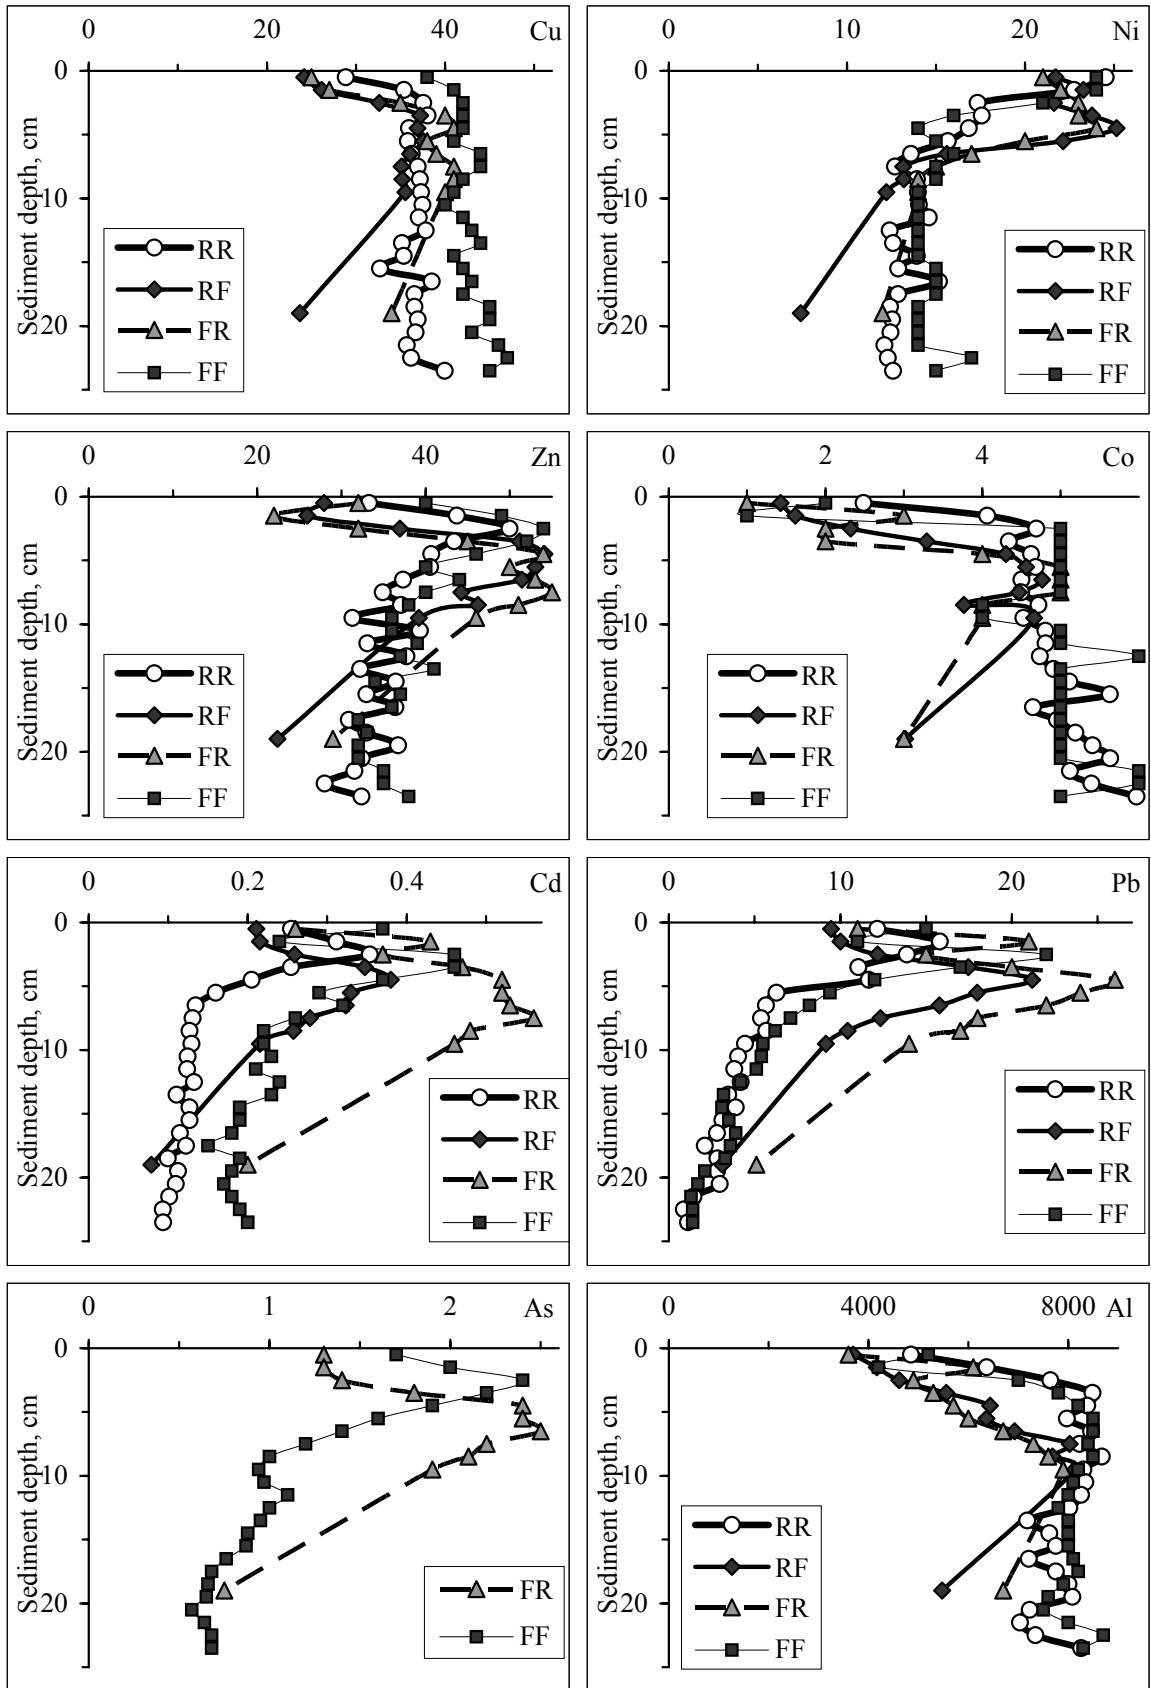 0 20 40 Cu
0
10
20
Sediment depth, cm
RR
RF
FR
FF
0 10 20 Ni
0
10
20
Sediment depth, cm
RR
RF
FR
FF
0 20 40 Zn
0
10
20
Sediment depth, cm
RR
RF
FR
FF
0 2 4 Co
0
10
20
Sediment depth, cm
RR
RF
FR
FF
0 0.2 0.4 Cd
0
10
20
Sediment depth, cm
RR
RF
FR
FF
0 10 20 Pb
0
10
20
Sediment depth, cm
RR
RF
FR
FF
0 1 2 As
0
10
20
Sediment depth, cm
FR
FF
0 4000 8000 Al
0
10
20
Sediment depth, cm
RR
RF
FR
FF